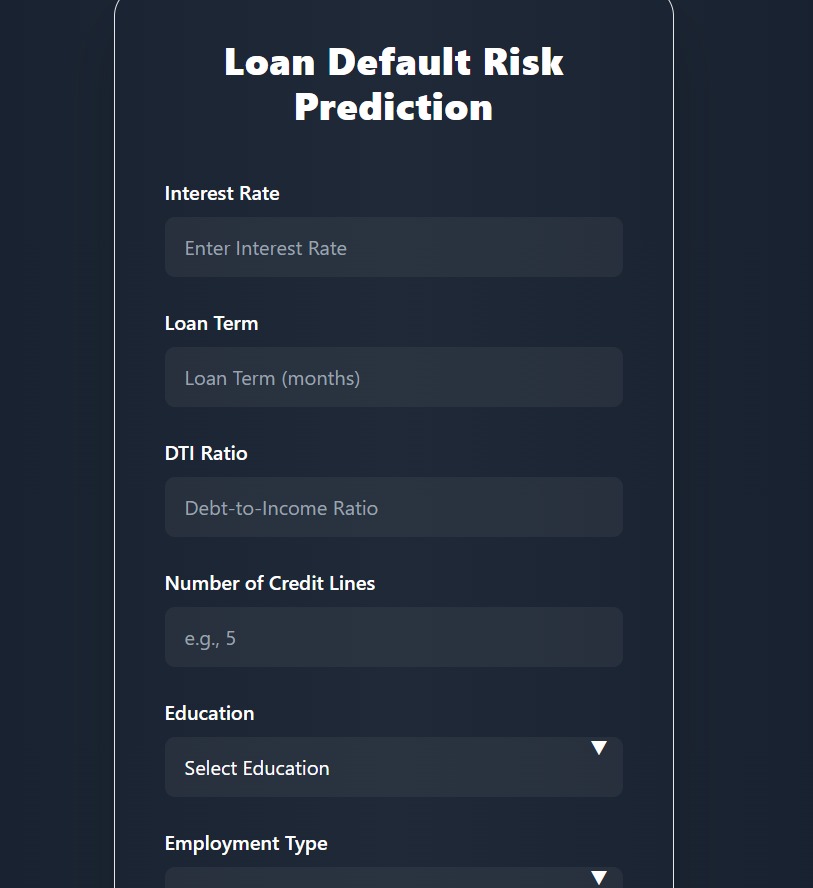 Loan Default Risk
Prediction
Interest Rate
Enter Interest Rate
Loan Term
Loan Term (months)
DTI Ratio
Debt-to-Income Ratio
Number of Credit Lines
e.g., 5
Education
Select Education
Employment Type